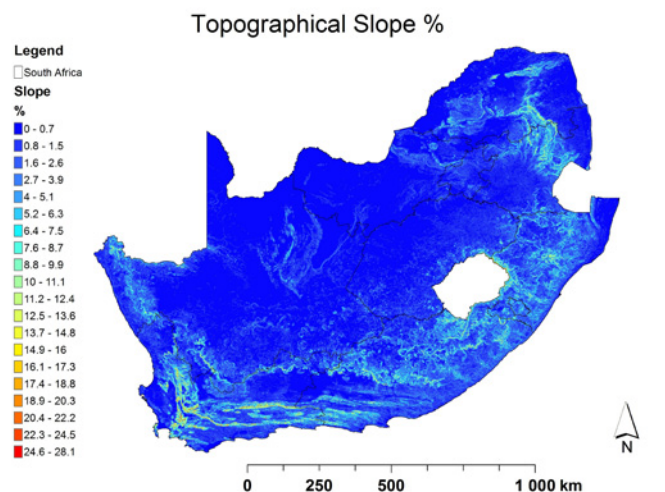 Topographical Slope %
Legend
South Africa
Slope
%
0 - 0.7
0.8 - 1.5
1.6 - 2.6
2.7 - 3.9
4 - 5.1
5.2 - 6.3
6.4 - 7.5
7.6 - 8.7
8.8 - 9.9
10 - 11.1
11.2 - 12.4
12.5 - 13.6
13.7 - 14.8
14.9 - 16
16.1 - 17.3
17.4 - 18.8
18.9 - 20.3
20.4 - 22.2
22.3 - 24.5
24.6 - 28.1
N
0 250 500 1 000 km